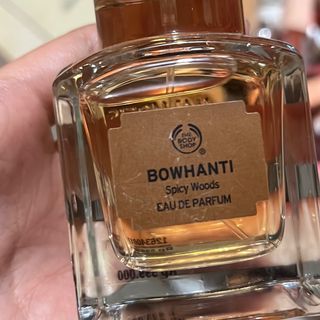 THE
BODY
SHOP
BOWHANTI
Spicy Woods
EAU DE PARFUM